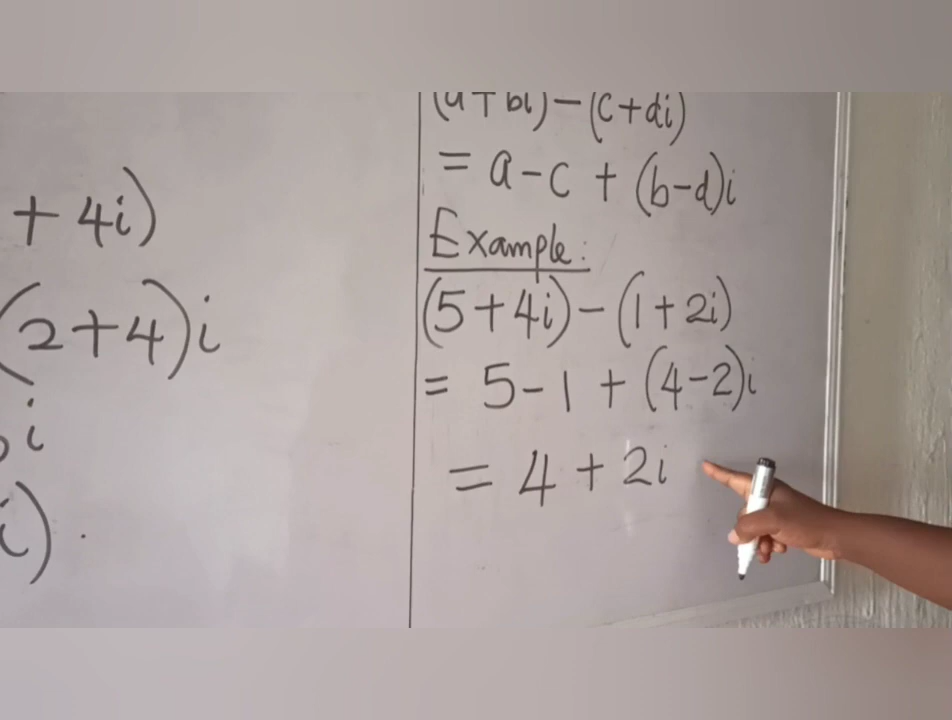 + 4i)
(2+4)i
i
i).
(a+bi)-(c+di)
= a-c + (b-d)i
Example:
(5+4i)-(1+2i)
= 5-1 + (4-2)i
= 4 + 2i